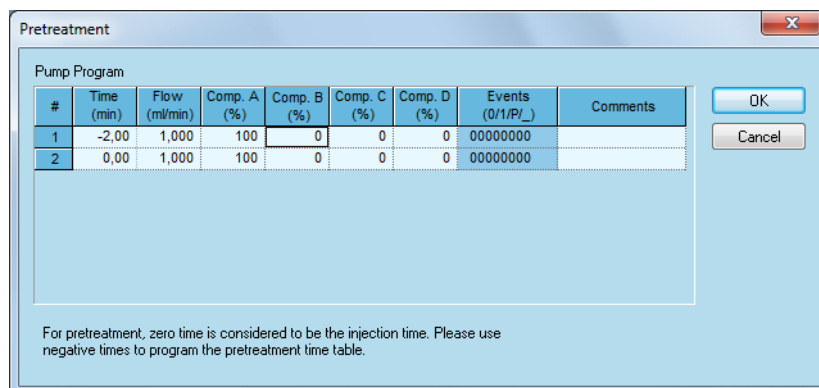 Pretreatment
Pump Program
# Time (min) Flow (ml/min) Comp. A (%) Comp. B (%) Comp. C (%) Comp. D (%) Events (0/1/P/_) Comments
1 -2,00 1,000 100 0 0 0 00000000
2 0,00 1,000 100 0 0 0 00000000
OK
Cancel
For pretreatment, zero time is considered to be the injection time. Please use
negative times to program the pretreatment time table.